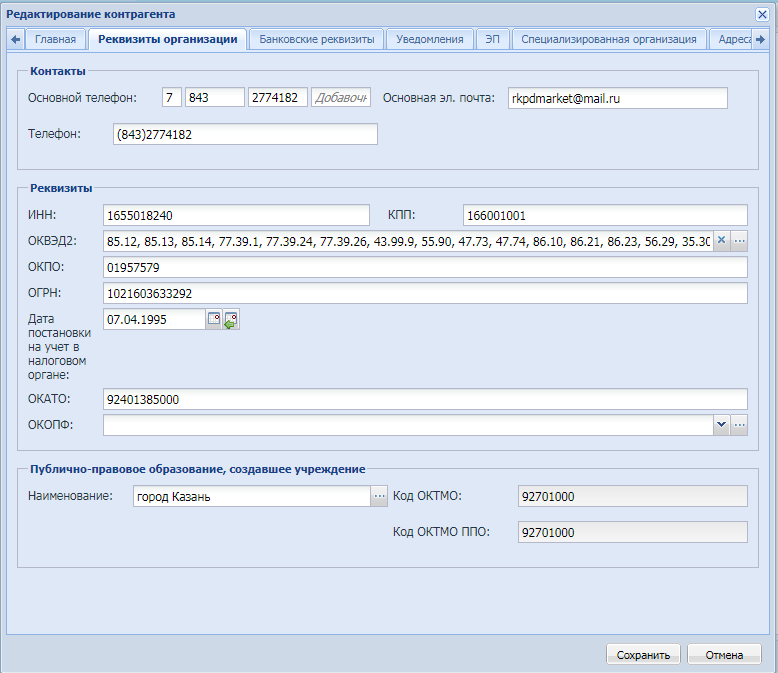 Редактирование контрагента
Главная Реквизиты организации Банковские реквизиты Уведомления ЭП Специализированная организация Адреса
Контакты
Основной телефон: 7 843 2774182 Добавочн Основная эл. почта: rkpdmarket@mail.ru
Телефон: (843)2774182
Реквизиты
ИНН: 1655018240 КПП: 166001001
ОКВЭД2: 85.12, 85.13, 85.14, 77.39.1, 77.39.24, 77.39.26, 43.99.9, 55.90, 47.73, 47.74, 86.10, 86.21, 86.23, 56.29, 35.30
ОКПО: 01957579
ОГРН: 1021603633292
Дата
постановки
на учет в
налоговом
органе:
07.04.1995
ОКАТО: 92401385000
ОКОПФ:
Публично-правовое образование, создавшее учреждение
Наименование: город Казань Код ОКТМО: 92701000
Код ОКТМО ППО: 92701000
Сохранить Отмена